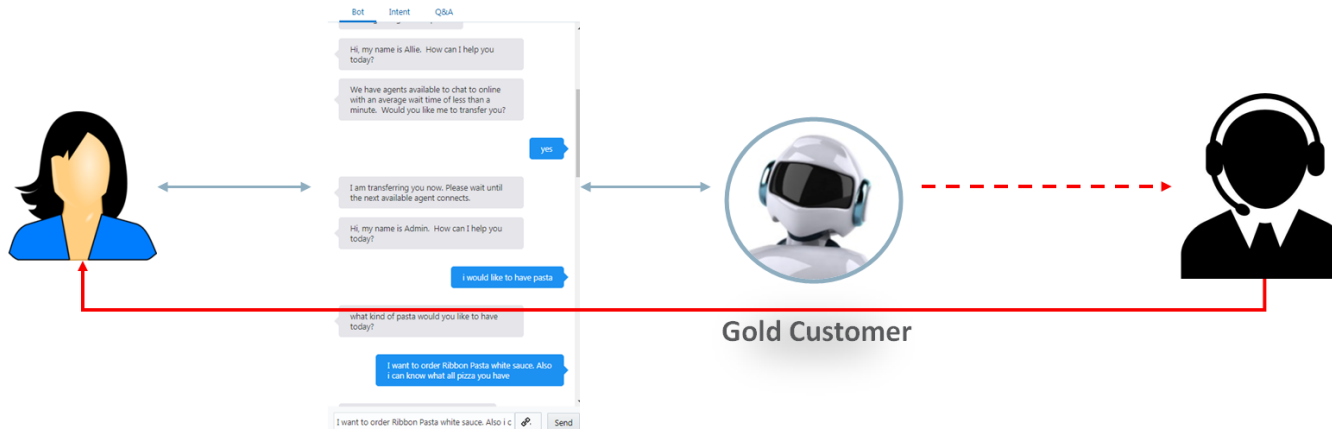 Bot Intent Q&A
Hi, my name is Allie. How can I help you
today?
We have agents available to chat to online
with an average wait time of less than a
minute. Would you like me to transfer you?
yes
I am transferring you now. Please wait until
the next available agent connects.
Hi, my name is Admin. How can I help you
today?
i would like to have pasta
what kind of pasta would you like to have
today?
I want to order Ribbon Pasta white sauce. Also
i can know what all pizza you have
I want to order Ribbon Pasta white sauce. Also i c
Send
Gold Customer